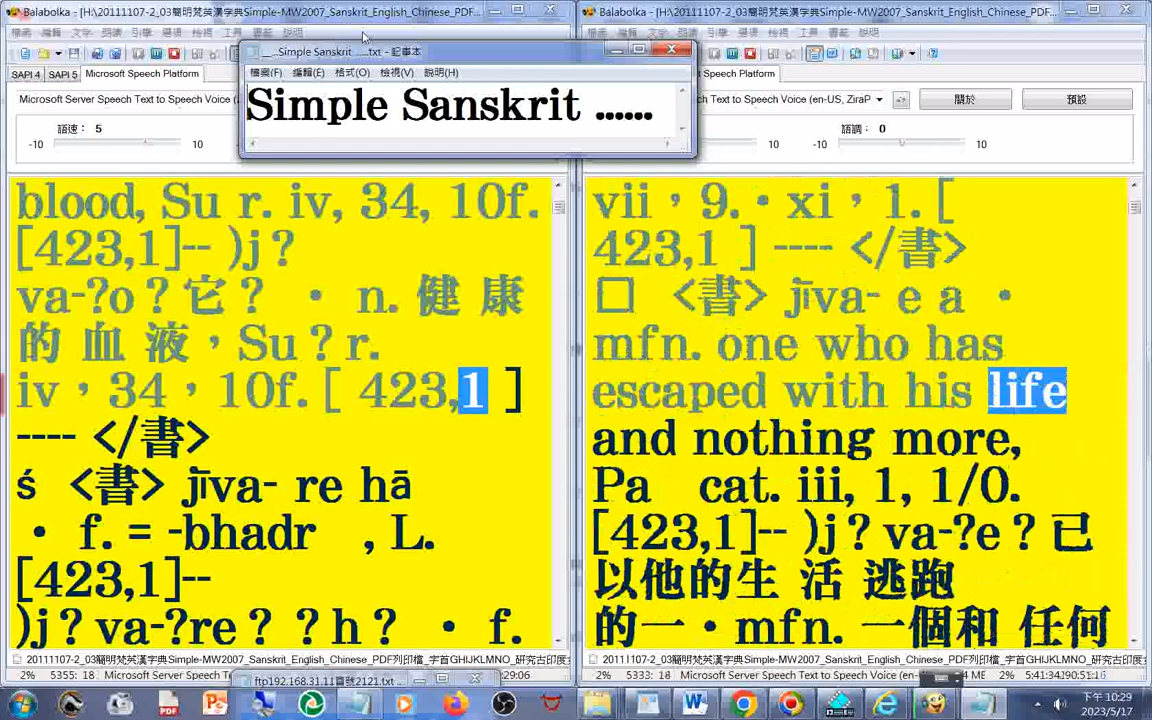 Balabolka - [H:\20111107-2_03簡明梵英漢字典Simple-MW2007_Sanskrit_English_Chinese_PDF...
Balabolka - [H:\20111107-2_03簡明梵英漢字典Simple-MW2007_Sanskrit_English_Chinese_PDF...
__...Simple Sanskrit ......txt - 記事本
檔案(F) 編輯(E) 格式(O) 檢視(V) 說明(H)
Simple Sanskrit ......
SAPI 4 SAPI 5 Microsoft Speech Platform
t Speech Platform
Microsoft Server Speech Text to Speech Voice
ch Text to Speech Voice (en-US, ZiraP
關於
預設
語速： 5
-10
10
10
語調： 0
-10
10
blood, Su r. iv, 34, 10f.
[423,1]-- )j？
va-?o？它？ • n. 健 康
的 血 液，Su？r.
iv，34，10f. [ 423,1 ]
---- </書>
ś <書> jīva- re hā
• f. = -bhadr , L.
[423,1]--
)j？va-?re？？h？ • f.
vii，9.•xi，1. [
423,1 ] ---- </書>
□ <書> jīva- e a •
mfn. one who has
escaped with his life
and nothing more,
Pa cat. iii, 1, 1/0.
[423,1]-- )j？va-?e？已
以他的生 活 逃跑
的一•mfn. 一個和 任何
20111107-2_03簡明梵英漢字典Simple-MW2007_Sanskrit_English_Chinese_PDF列印檔_字首GHIJKLMNO_研究古印度
20111107-2_03簡明梵英漢字典Simple-MW2007_Sanskrit_English_Chinese_PDF列印檔_字首GHIJKLMNO_研究古印度
2% 5355: 18 Microsoft Server Speech
29:06
2% 5333: 18 Microsoft Server Speech Text to Speech Voice (en-
2%
下午 10:29
2023/5/17